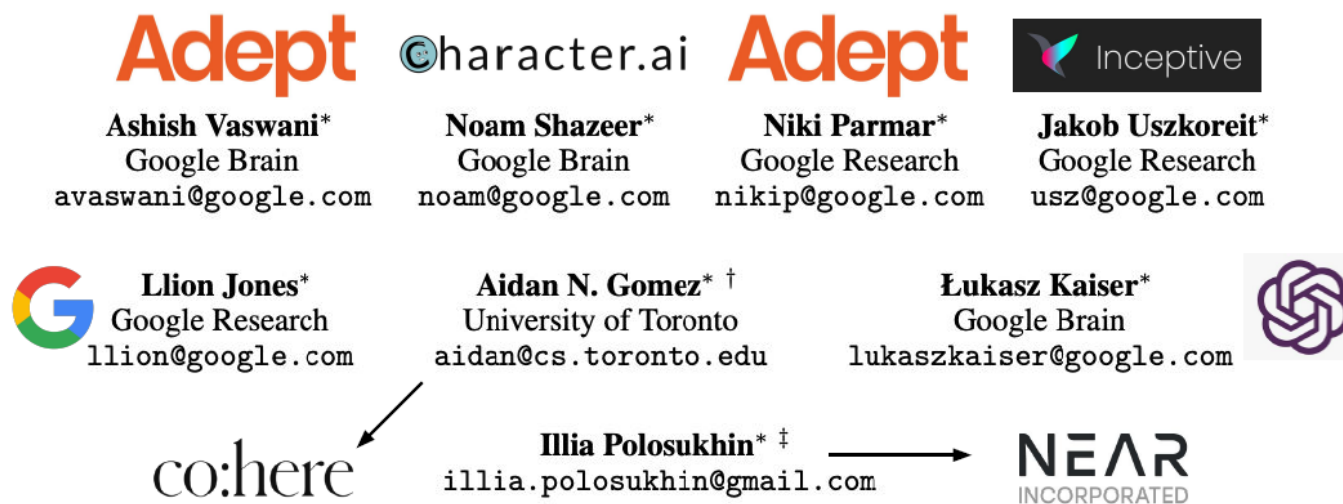 Adept ©haracter.ai Adept Inceptive
Ashish Vaswani* Noam Shazeer* Niki Parmar* Jakob Uszkoreit*
Google Brain Google Brain Google Research Google Research
avaswani@google.com noam@google.com nikip@google.com usz@google.com
G Llion Jones* Aidan N. Gomez* † Łukasz Kaiser*
Google Research University of Toronto Google Brain
llion@google.com aidan@cs.toronto.edu lukaszkaiser@google.com
co:here Illia Polosukhin* ‡ NEAR
illia.polosukhin@gmail.com INCORPORATED